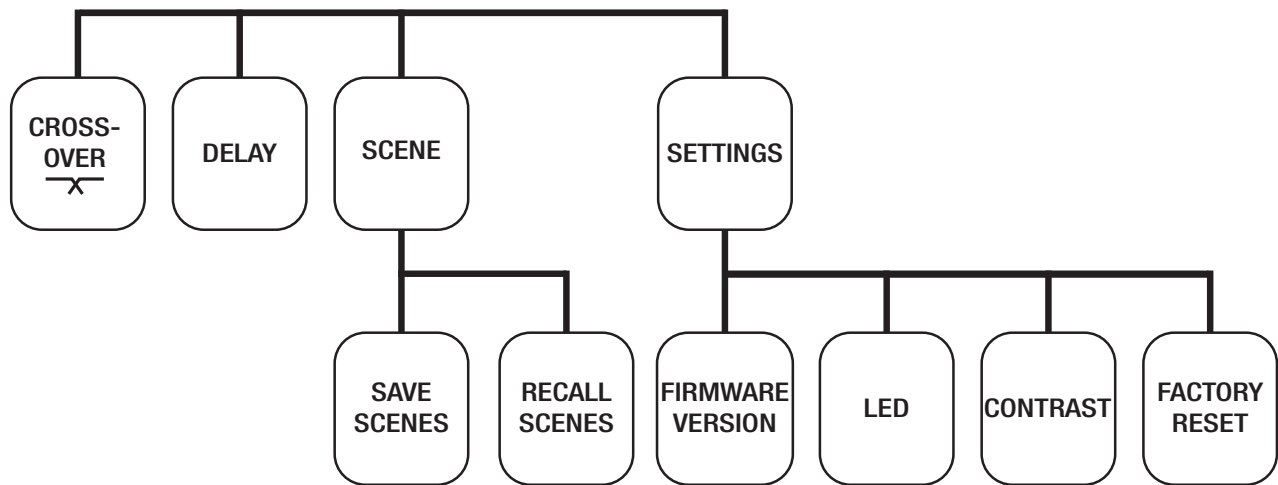 CROSS-
OVER
DELAY
SCENE
SETTINGS
SAVE
SCENES
RECALL
SCENES
FIRMWARE
VERSION
LED
CONTRAST
FACTORY
RESET